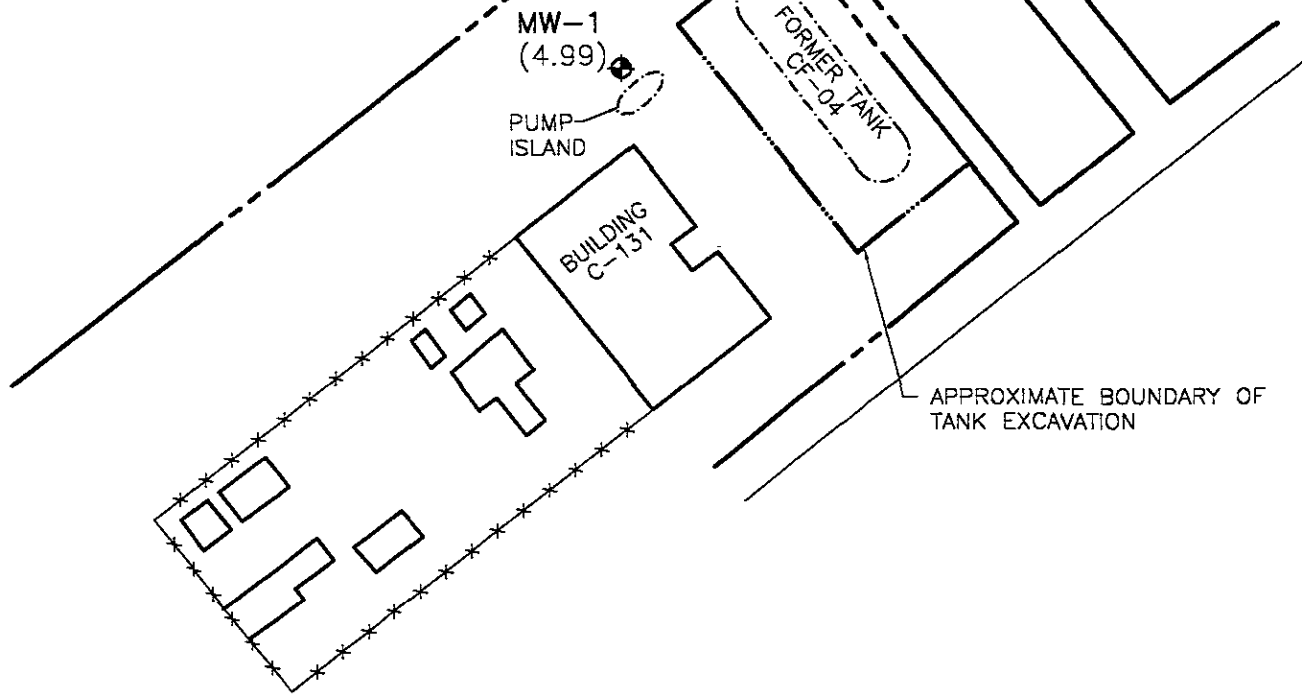 MW-1
(4.99)
PUMP
ISLAND
FORMER TANK
CF-04
BUILDING
C-131
APPROXIMATE BOUNDARY OF
TANK EXCAVATION